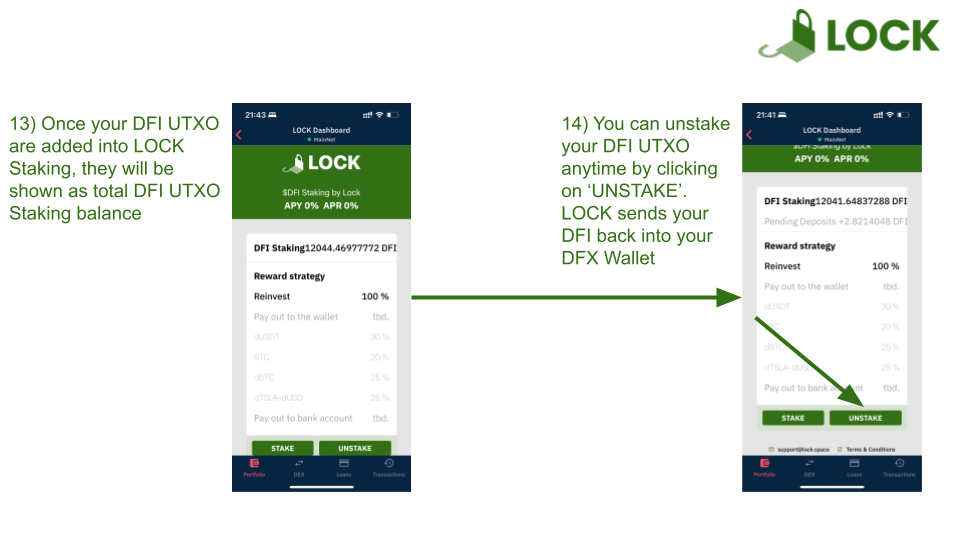 LOCK
13) Once your DFI UTXO
are added into LOCK
Staking, they will be
shown as total DFI UTXO
Staking balance
21:43
LOCK Dashboard
MainNet
LOCK
$DFI Staking by Lock
APY 0% APR 0%
DFI Staking12044.46977772 DFI
Reward strategy
Reinvest 100 %
Pay out to the wallet tbd.
dUSDT 30 %
BTC 20 %
dBTC 25 %
dTSLA-dUSD 25 %
Pay out to bank account tbd.
STAKE UNSTAKE
Portfolio DEX Loans Transactions
14) You can unstake
your DFI UTXO
anytime by clicking
on ‘UNSTAKE’.
LOCK sends your
DFI back into your
DFX Wallet
21:41
LOCK Dashboard
MainNet
$DFI Staking by Lock
APY 0% APR 0%
DFI Staking12041.64837288 DFI
Pending Deposits +2.8214048 DFI
Reward strategy
Reinvest 100 %
Pay out to the wallet tbd.
dUSDT 30 %
20 %
dBTC 25 %
dTSLA-dUSD 25 %
Pay out to bank account tbd.
STAKE UNSTAKE
support@lock.space Terms & Conditions
Portfolio DEX Loans Transactions